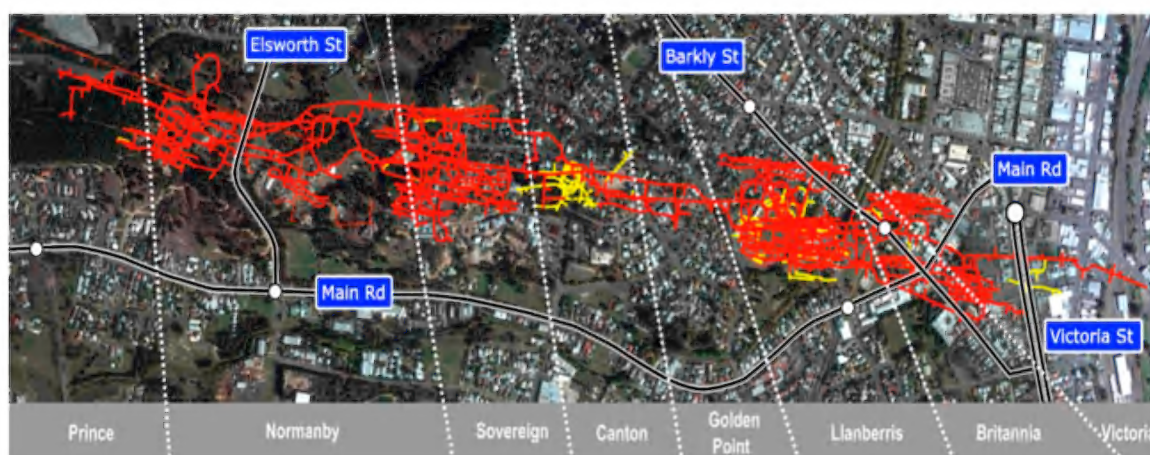 Elsworth St
Barkly St
Main Rd
Main Rd
Victoria St
Prince
Normanby
Sovereign
Canton
Golden
Point
Llanberris
Britannia
Victoria